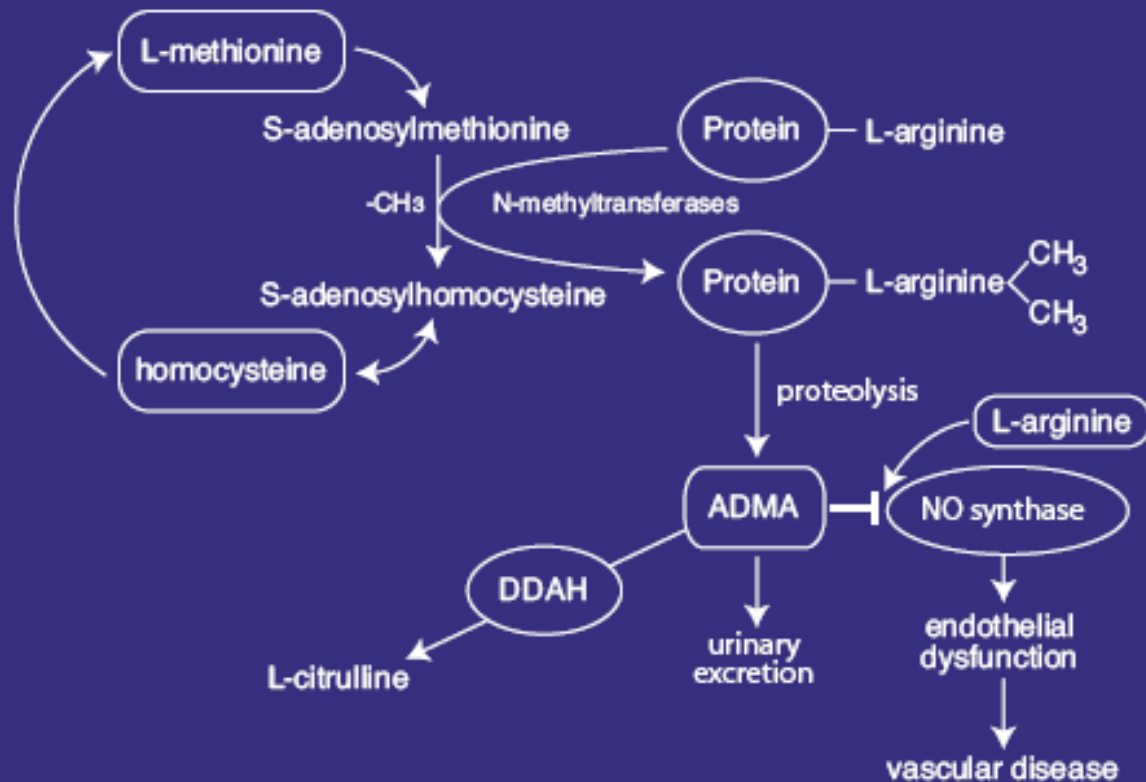 L-methionine
S-adenosylmethionine
Protein
L-arginine
-CH3
N-methyltransferases
S-adenosylhomocysteine
Protein
L-arginine
CH3
CH3
homocysteine
proteolysis
L-arginine
ADMA
NO synthase
DDAH
urinary
excretion
endothelial
dysfunction
L-citrulline
vascular disease